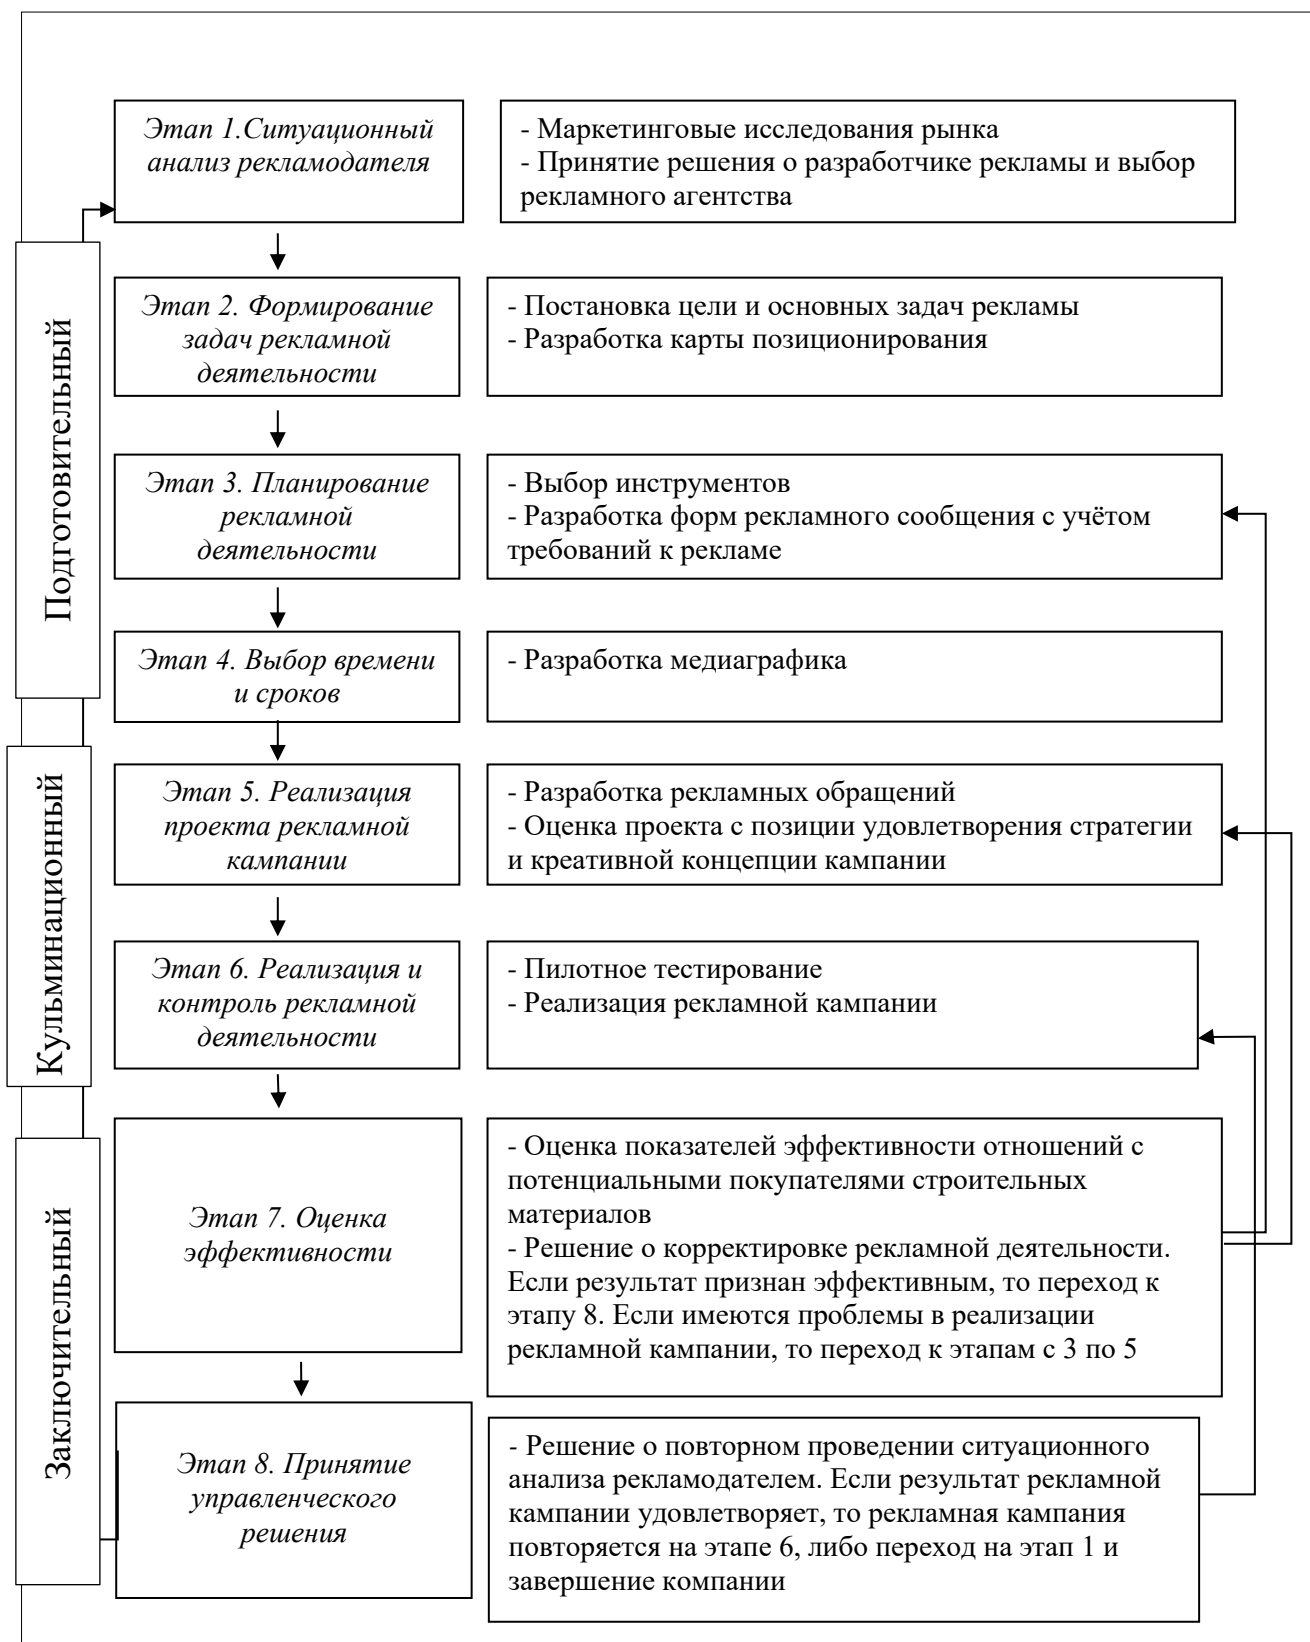 Этап 1.Ситуационный
анализ рекламодателя
- Маркетинговые исследования рынка
- Принятие решения о разработчике рекламы и выбор
рекламного агентства
Подготовительный
Этап 2. Формирование
задач рекламной
деятельности
- Постановка цели и основных задач рекламы
- Разработка карты позиционирования
Этап 3. Планирование
рекламной
деятельности
- Выбор инструментов
- Разработка форм рекламного сообщения с учётом
требований к рекламе
Этап 4. Выбор времени
и сроков
- Разработка медиаграфика
Кульминационный
Этап 5. Реализация
проекта рекламной
кампании
- Разработка рекламных обращений
- Оценка проекта с позиции удовлетворения стратегии
и креативной концепции кампании
Этап 6. Реализация и
контроль рекламной
деятельности
- Пилотное тестирование
- Реализация рекламной кампании
Заключительный
Этап 7. Оценка
эффективности
- Оценка показателей эффективности отношений с
потенциальными покупателями строительных
материалов
- Решение о корректировке рекламной деятельности.
Если результат признан эффективным, то переход к
этапу 8. Если имеются проблемы в реализации
рекламной кампании, то переход к этапам с 3 по 5
Этап 8. Принятие
управленческого
решения
- Решение о повторном проведении ситуационного
анализа рекламодателем. Если результат рекламной
кампании удовлетворяет, то рекламная кампания
повторяется на этапе 6, либо переход на этап 1 и
завершение компании